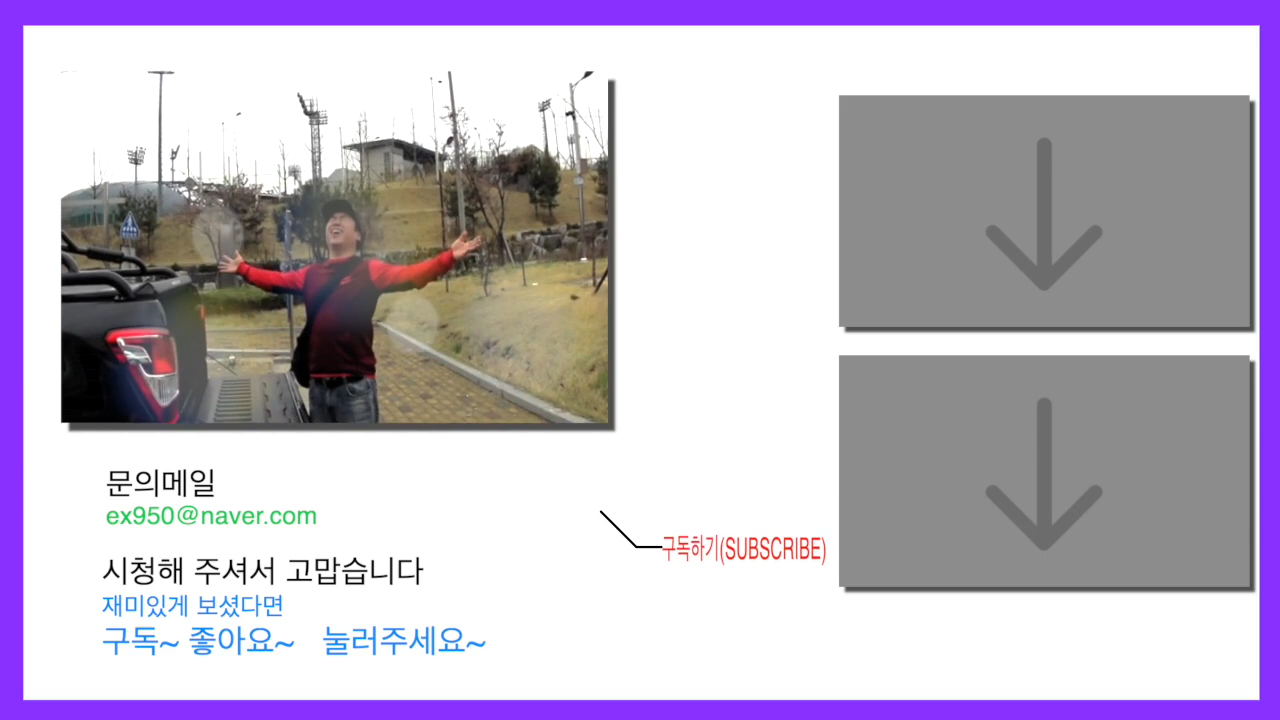 문의메일
ex950@naver.com
구독하기(SUBSCRIBE)
시청해 주셔서 고맙습니다
재미있게 보셨다면
구독~ 좋아요~ 눌러주세요~